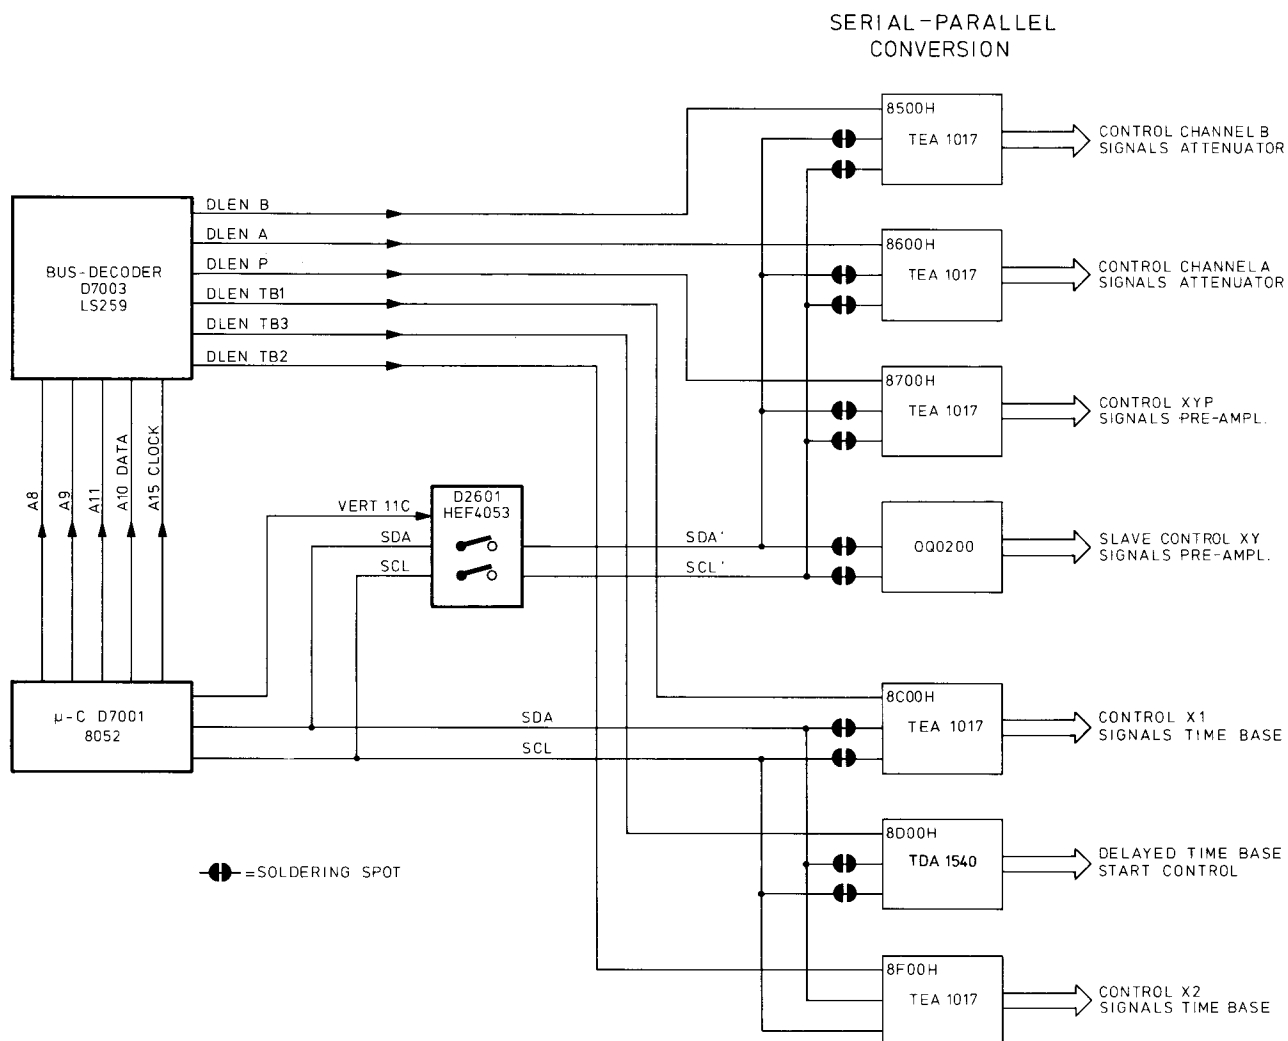 SERIAL-PARALLEL
CONVERSION
8500H
TEA 1017
CONTROL CHANNEL B
SIGNALS ATTENUATOR
DLEN B
DLEN A
DLEN P
DLEN TB1
DLEN TB3
DLEN TB2
BUS-DECODER
D7003
LS259
8600H
TEA 1017
CONTROL CHANNEL A
SIGNALS ATTENUATOR
8700H
TEA 1017
CONTROL XYP
SIGNALS PRE-AMPL.
A8
A9
A11
A10 DATA
A15 CLOCK
VERT 11C
SDA
SCL
D2601
HEF4053
SDA'
SCL'
OQ0200
SLAVE CONTROL XY
SIGNALS PRE-AMPL.
μ-C D7001
8052
SDA
SCL
8C00H
TEA 1017
CONTROL X1
SIGNALS TIME BASE
8D00H
TDA 1540
DELAYED TIME BASE
START CONTROL
=SOLDERING SPOT
8F00H
TEA 1017
CONTROL X2
SIGNALS TIME BASE